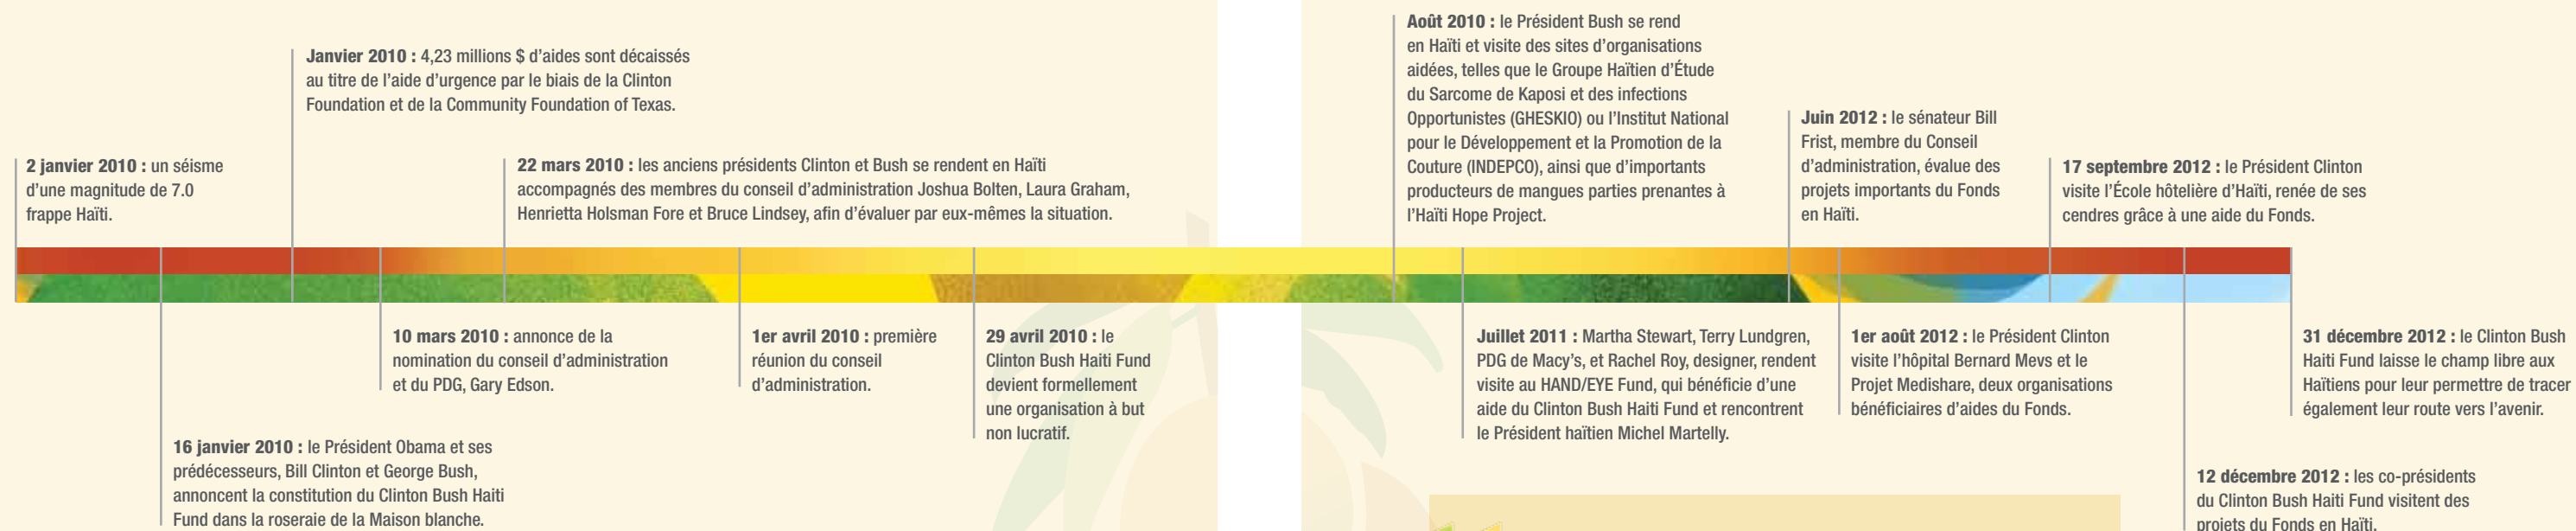 2 janvier 2010 : un séisme
d'une magnitude de 7.0
frappe Haïti.
16 janvier 2010 : le Président Obama et ses
prédécesseurs, Bill Clinton et George Bush,
annoncent la constitution du Clinton Bush Haiti
Fund dans la roseraie de la Maison blanche.
Janvier 2010 : 4,23 millions $ d'aides sont décaissés
au titre de l'aide d'urgence par le biais de la Clinton
Foundation et de la Community Foundation of Texas.
10 mars 2010 : annonce de la
nomination du conseil d'administration
et du PDG, Gary Edson.
22 mars 2010 : les anciens présidents Clinton et Bush se rendent en Haïti
accompagnés des membres du conseil d'administration Joshua Bolten, Laura Graham,
Henrietta Holsman Fore et Bruce Lindsey, afin d'évaluer par eux-mêmes la situation.
1er avril 2010 : première
réunion du conseil
d'administration.
29 avril 2010 : le
Clinton Bush Haiti Fund
devient formellement
une organisation à but
non lucratif.
Août 2010 : le Président Bush se rend
en Haïti et visite des sites d'organisations
aidées, telles que le Groupe Haïtien d'Étude
du Sarcome de Kaposi et des infections
Opportunistes (GHESKIO) ou l'Institut National
pour le Développement et la Promotion de la
Couture (INDEPCO), ainsi que d'importants
producteurs de mangues parties prenantes à
l'Haïti Hope Project.
Juillet 2011 : Martha Stewart, Terry Lundgren,
PDG de Macy's, et Rachel Roy, designer, rendent
visite au HAND/EYE Fund, qui bénéficie d'une
aide du Clinton Bush Haiti Fund et rencontrent
le Président haïtien Michel Martelly.
Juin 2012 : le sénateur Bill
Frist, membre du Conseil
d'administration, évalue des
projets importants du Fonds
en Haïti.
1er août 2012 : le Président Clinton
visite l'hôpital Bernard Mevs et le
Projet Medishare, deux organisations
bénéficiaires d'aides du Fonds.
17 septembre 2012 : le Président Clinton
visite l'École hôtelière d'Haïti, renée de ses
cendres grâce à une aide du Fonds.
12 décembre 2012 : les co-présidents
du Clinton Bush Haiti Fund visitent des
projets du Fonds en Haïti.
31 décembre 2012 : le Clinton Bush
Haiti Fund laisse le champ libre aux
Haïtiens pour leur permettre de tracer
également leur route vers l'avenir.